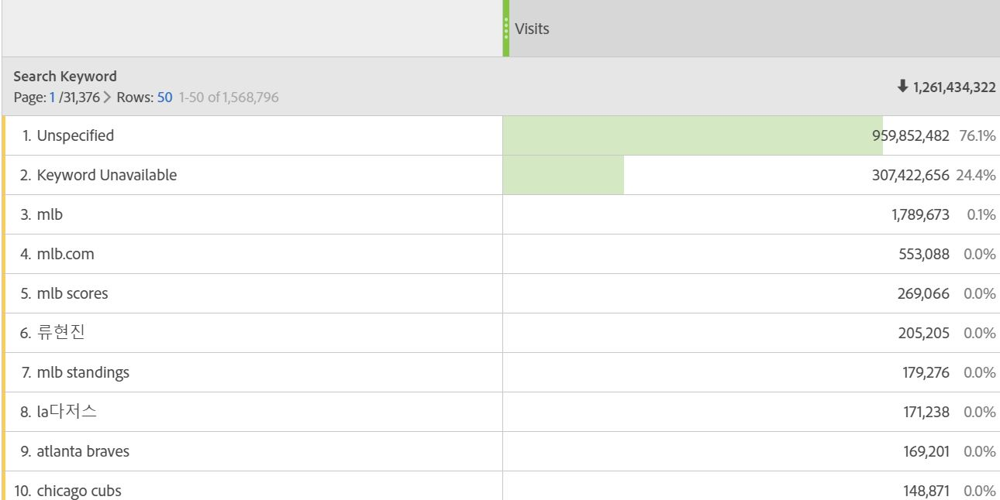 Visits
Search Keyword
Page: 1 /31,376 > Rows: 50 1-50 of 1,568,796
1,261,434,322
1. Unspecified 959,852,482 76.1%
2. Keyword Unavailable 307,422,656 24.4%
3. mlb 1,789,673 0.1%
4. mlb.com 553,088 0.0%
5. mlb scores 269,066 0.0%
6. 류현진 205,205 0.0%
7. mlb standings 179,276 0.0%
8. la다저스 171,238 0.0%
9. atlanta braves 169,201 0.0%
10. chicago cubs 148,871 0.0%